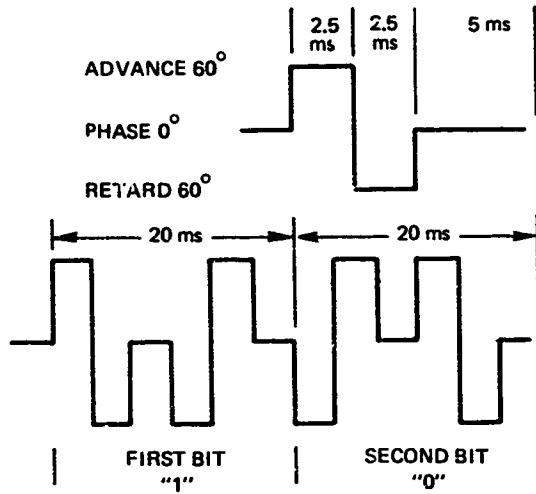 2.5 ms 2.5 ms 5 ms
ADVANCE 60°
PHASE 0°
RETARD 60°
20 ms 20 ms
FIRST BIT "1" SECOND BIT "0"